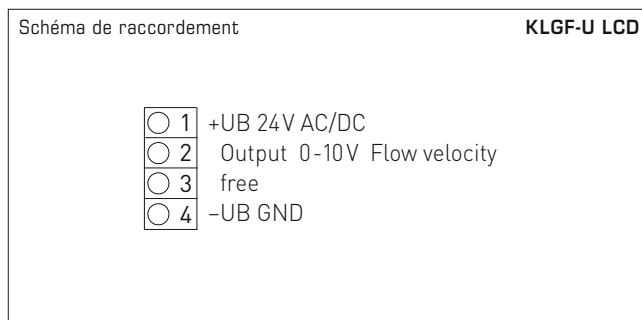 Schéma de raccordement KLGF-U LCD
1 +UB 24V AC/DC
2 Output 0-10V Flow velocity
3 free
4 –UB GND